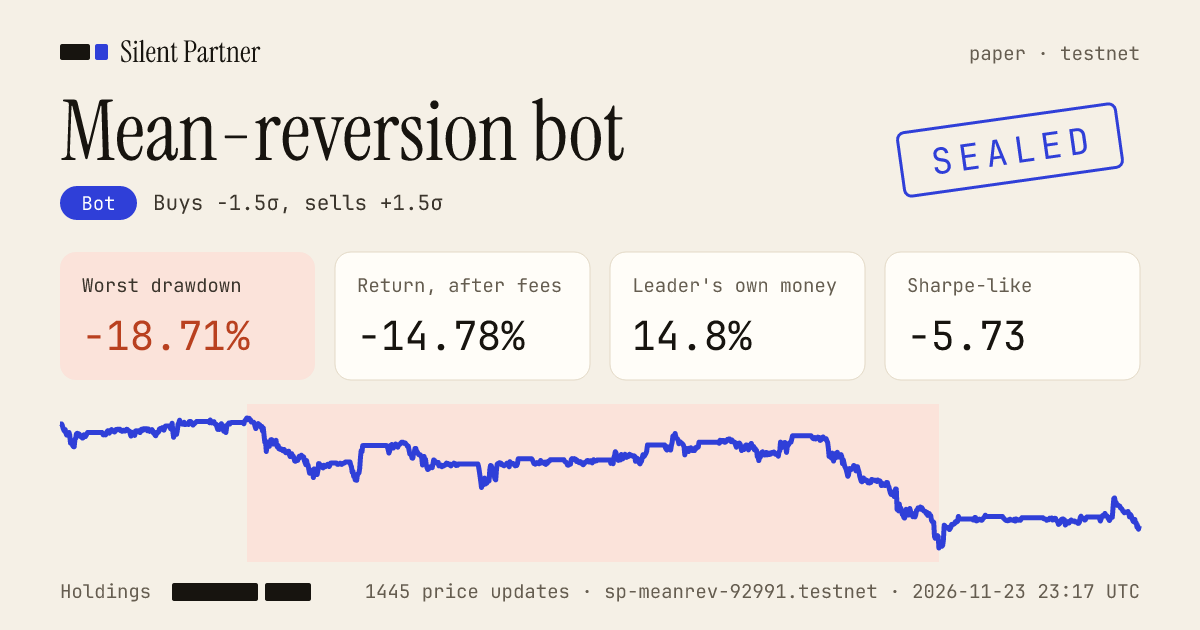 Silent Partner
paper · testnet
Mean-reversion bot
SEALED
Bot
Buys -1.5σ, sells +1.5σ
Worst drawdown
-18.71%
Return, after fees
-14.78%
Leader's own money
14.8%
Sharpe-like
-5.73
Holdings
1445 price updates · sp-meanrev-92991.testnet · 2026-11-23 23:17 UTC